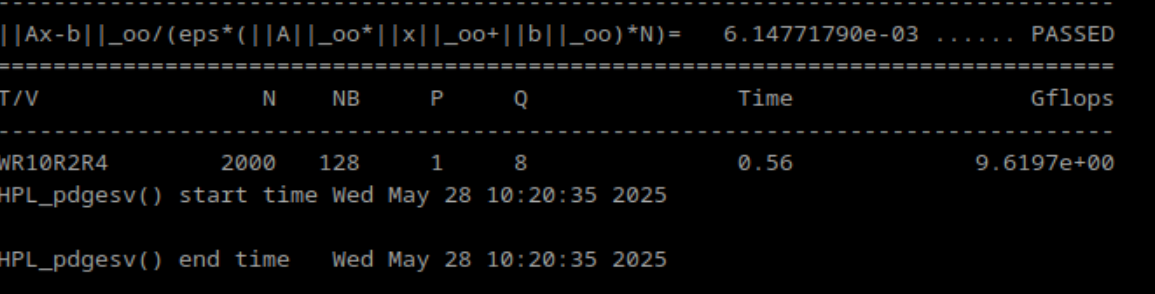 --------------------------------------------------------------------------------
||Ax-b||_oo/(eps*(||A||_oo*||x||_oo+||b||_oo)*N)=   6.14771790e-03 ...... PASSED
================================================================================
T/V                N    NB     P     Q               Time                 Gflops
--------------------------------------------------------------------------------
WR10R2R4        2000   128     1     8               0.56             9.6197e+00
HPL_pdgesv() start time Wed May 28 10:20:35 2025
HPL_pdgesv() end time   Wed May 28 10:20:35 2025